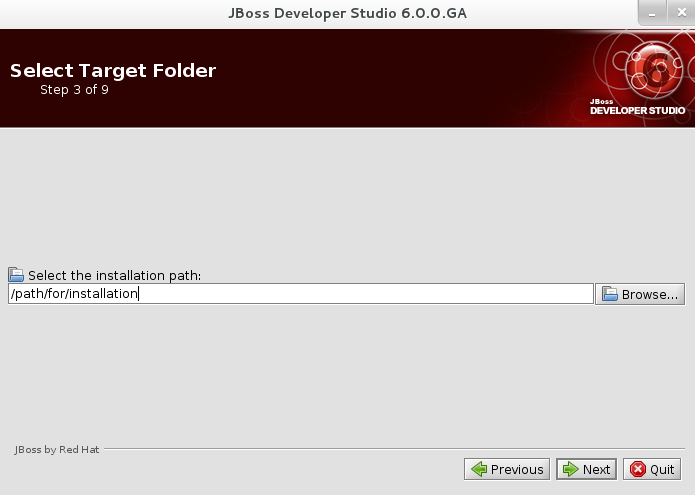 JBoss Developer Studio 6.0.0.GA
Select Target Folder
Step 3 of 9
6
JBoss
DEVELOPER STUDIO
Select the installation path:
/path/for/installation
Browse...
JBoss by Red Hat
Previous
Next
Quit